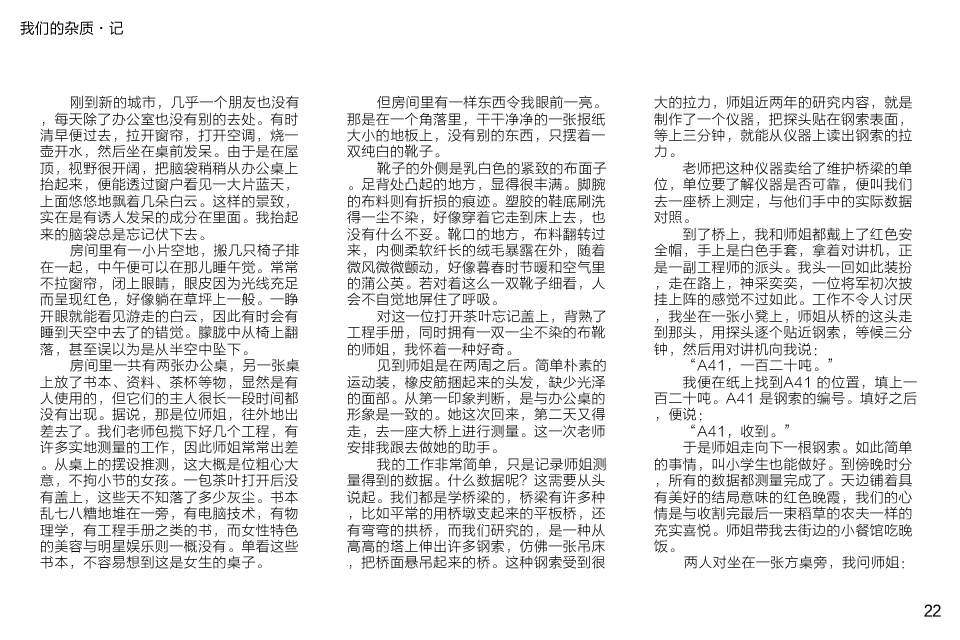 我们的杂质·记
刚到新的城市，几乎一个朋友也没有
，每天除了办公室也没有别的去处。有时
清早便过去，拉开窗帘，打开空调，烧一
壶开水，然后坐在桌前发呆。由于是在屋
顶，视野很开阔，把脑袋稍稍从办公桌上
抬起来，便能透过窗户看见一大片蓝天，
上面悠悠地飘着几朵白云。这样的景致，
实在是有诱人发呆的成分在里面。我抬起
来的脑袋总是忘记伏下去。
房间里有一小片空地，搬几只椅子排
在一起，中午便可以在那儿睡午觉。常常
不拉窗帘，闭上眼睛，眼皮因为光线充足
而呈现红色，好像躺在草坪上一般。一睁
开眼就能看见游走的白云，因此有时会有
睡到天空中去了的错觉。朦胧中从椅上翻
落，甚至误以为是从半空中坠下。
房间里一共有两张办公桌，另一张桌
上放了书本、资料、茶杯等物，显然是有
人使用的，但它们的主人很长一段时间都
没有出现。据说，那是位师姐，往外地出
差去了。我们老师包揽下好几个工程，有
许多实地测量的工作，因此师姐常常出差
。从桌上的摆设推测，这大概是位粗心大
意，不拘小节的女孩。一包茶叶打开后没
有盖上，这些天不知落了多少灰尘。书本
乱七八糟地堆在一旁，有电脑技术，有物
理学，有工程手册之类的书，而女性特色
的美容与明星娱乐则一概没有。单看这些
书本，不容易想到这是女生的桌子。
但房间里有一样东西令我眼前一亮。
那是在一个角落里，干干净净的一张报纸
大小的地板上，没有别的东西，只摆着一
双纯白的靴子。
靴子的外侧是乳白色的紧致的布面子
。足背处凸起的地方，显得很丰满。脚腕
的布料则有折损的痕迹。塑胶的鞋底刷洗
得一尘不染，好像穿着它走到床上去，也
没有什么不妥。靴口的地方，布料翻转过
来，内侧柔软纤长的绒毛暴露在外，随着
微风微微颤动，好像暮春时节暖和空气里
的蒲公英。若对着这么一双靴子细看，人
会不自觉地屏住了呼吸。
对这一位打开茶叶忘记盖上，背熟了
工程手册，同时拥有一双一尘不染的布靴
的师姐，我怀着一种好奇。
见到师姐是在两周之后。简单朴素的
运动装，橡皮筋捆起来的头发，缺少光泽
的面部。从第一印象判断，是与办公桌的
形象是一致的。她这次回来，第二天又得
走，去一座大桥上进行测量。这一次老师
安排我跟去做她的助手。
我的工作非常简单，只是记录师姐测
量得到的数据。什么数据呢？这需要从头
说起。我们都是学桥梁的，桥梁有许多种
，比如平常的用桥墩支起来的平板桥，还
有弯弯的拱桥，而我们研究的，是一种从
高高的塔上伸出许多钢索，仿佛一张吊床
，把桥面悬吊起来的桥。这种钢索受到很
大的拉力，师姐近两年的研究内容，就是
制作了一个仪器，把探头贴在钢索表面，
等上三分钟，就能从仪器上读出钢索的拉
力。
老师把这种仪器卖给了维护桥梁的单
位，单位要了解仪器是否可靠，便叫我们
去一座桥上测定，与他们手中的实际数据
对照。
到了桥上，我和师姐都戴上了红色安
全帽，手上是白色手套，拿着对讲机，正
是一副工程师的派头。我头一回如此装扮
，走在路上，神采奕奕，一位将军初次披
挂上阵的感觉不过如此。工作不令人讨厌
，我坐在一张小凳上，师姐从桥的这头走
到那头，用探头逐个贴近钢索，等候三分
钟，然后用对讲机向我说：
“A41，一百二十吨。”
我便在纸上找到A41 的位置，填上一
百二十吨。A41 是钢索的编号。填好之后
，便说：
“A41，收到。”
于是师姐走向下一根钢索。如此简单
的事情，叫小学生也能做好。到傍晚时分
，所有的数据都测量完成了。天边铺着具
有美好的结局意味的红色晚霞，我们的心
情是与收割完最后一束稻草的农夫一样的
充实喜悦。师姐带我去街边的小餐馆吃晚
饭。
两人对坐在一张方桌旁，我问师姐：
22